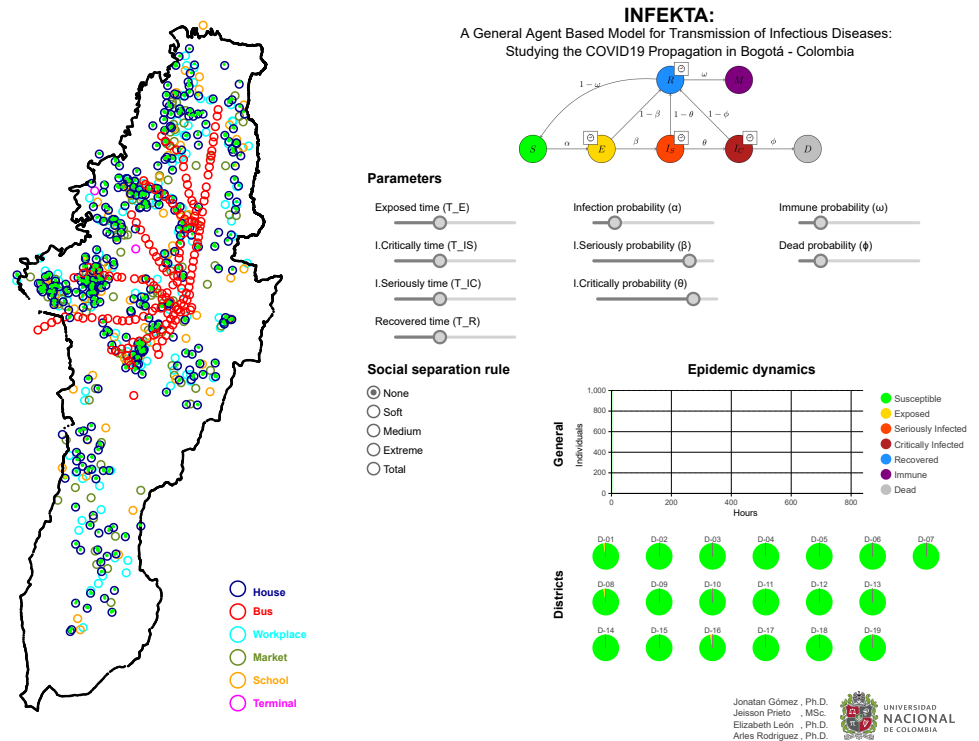 INFEKTA:
A General Agent Based Model for Transmission of Infectious Diseases:
Studying the COVID19 Propagation in Bogotá - Colombia
R
ω
M
1 − ω
1 − β
1 − θ
1 − ϕ
S
α
E
β
I_S
θ
I_C
ϕ
D
Parameters
Exposed time (T_E)
Infection probability (α)
Immune probability (ω)
I.Critically time (T_IS)
I.Seriously probability (β)
Dead probability (ϕ)
I.Seriously time (T_IC)
I.Critically probability (θ)
Recovered time (T_R)
Social separation rule
None
Soft
Medium
Extreme
Total
Epidemic dynamics
General
Individuals
1,000
800
600
400
200
0
0 200 400 600 800
Hours
Susceptible
Exposed
Seriously Infected
Critically Infected
Recovered
Immune
Dead
Districts
D-01 D-02 D-03 D-04 D-05 D-06 D-07
D-08 D-09 D-10 D-11 D-12 D-13
D-14 D-15 D-16 D-17 D-18 D-19
House
Bus
Workplace
Market
School
Terminal
Jonatan Gómez , Ph.D.
Jeisson Prieto , MSc.
Elizabeth León , Ph.D.
Arles Rodriguez , Ph.D.
UNIVERSIDAD
NACIONAL
DE COLOMBIA